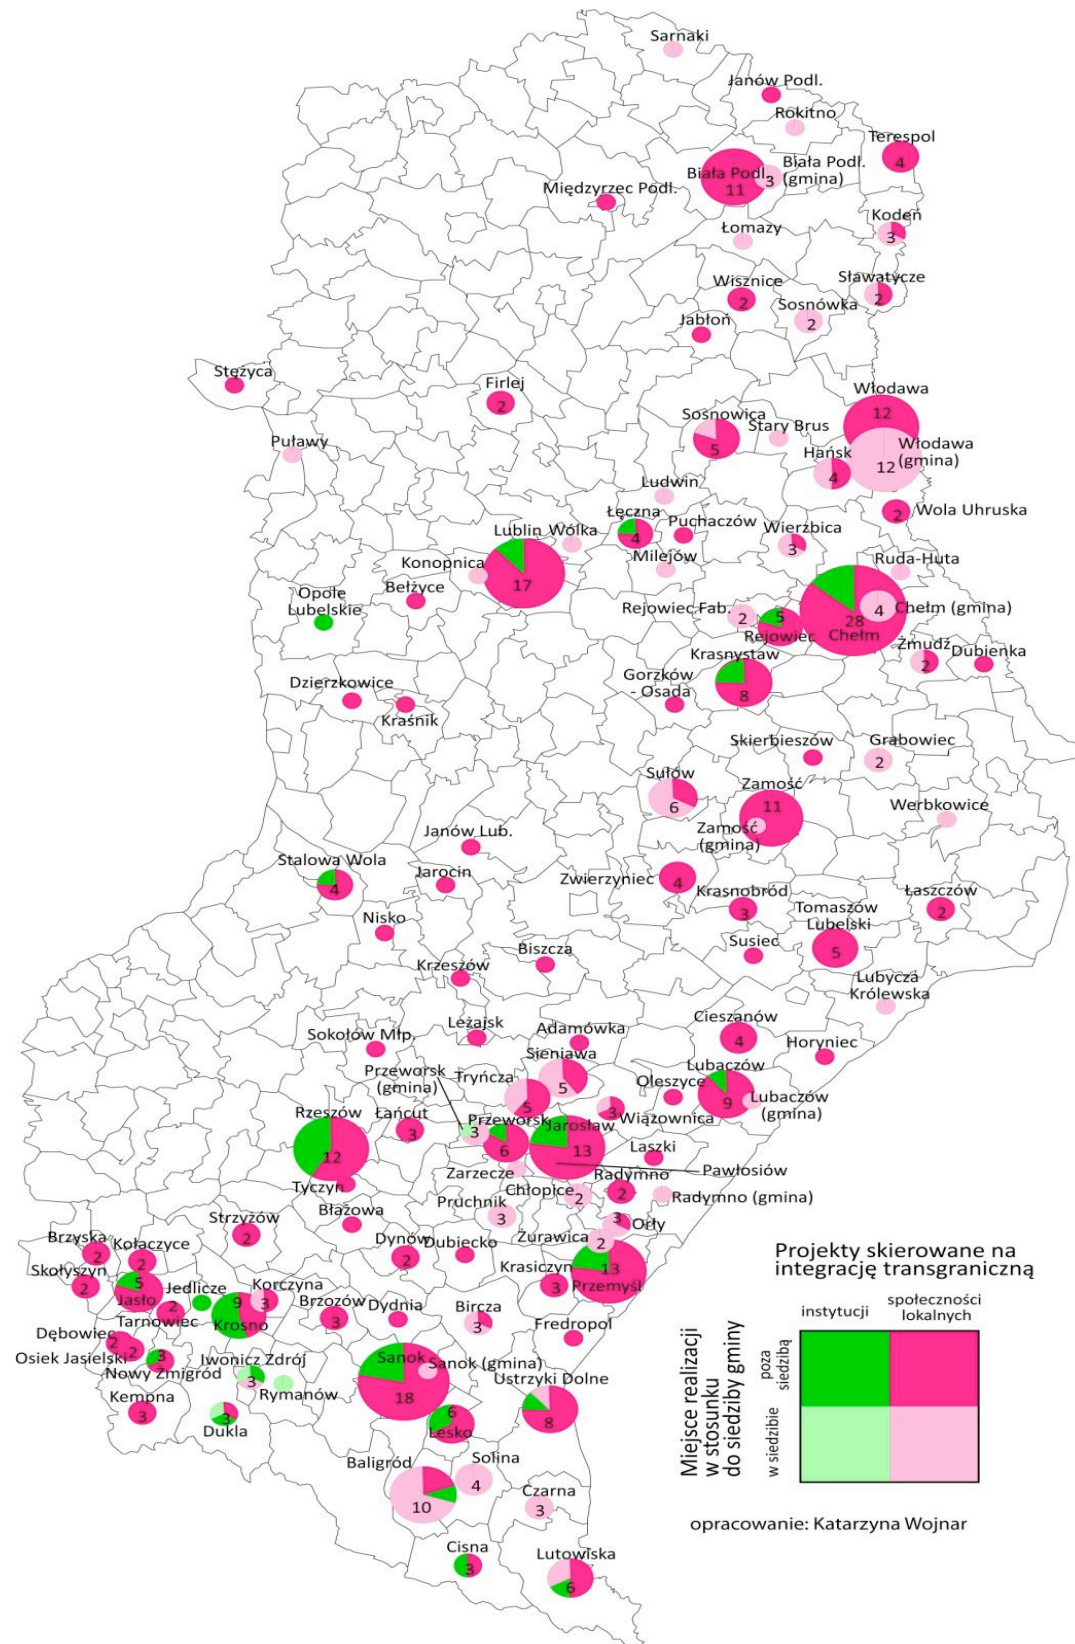 Sarnaki
Janów Podl.
Rokitno
Terespol
4
Biała Podl.
11
3
Biała Podl.
(gmina)
Międzyrzec Podl.
Kodeń
3
Łomazy
Sławatycze
2
Wisznice
2
Sosnówka
2
Jabłoń
Stężyca
Firlej
2
Włodawa
12
Sosnowica
5
Stary Brus
Włodawa
(gmina)
12
Puławy
Hańsk
4
Ludwin
Łęczna
4
Puchaczów
2
Wola Uhruska
Lublin
17
Wólka
Wierzbica
3
Milejów
Konopnica
Ruda-Huta
Bełżyce
Opole
Lubelskie
Rejowiec Fab.
2
5
Rejowiec
28
Chełm
4
Chełm (gmina)
Żmudź
2
Dubienka
Krasnystaw
8
Gorzków
- Osada
Dzierzkowice
Kraśnik
Skierbieszów
Grabowiec
2
Sułów
6
Zamość
11
Zamość
(gmina)
Werbkowice
Janów Lub.
Stalowa Wola
4
Jarocin
Zwierzyniec
4
Krasnobród
3
Łaszczów
2
Tomaszów
Lubelski
5
Nisko
Susiec
Biszcza
Krzeszów
Lubycza
Królewska
Cieszanów
4
Leżajsk
Adamówka
Horyniec
Sokołów Młp.
Sieniawa
5
Przeworsk
(gmina)
3
Tryńcza
5
Lubaczów
9
Oleszyce
Lubaczów
(gmina)
Rzeszów
12
Łańcut
3
Przeworsk
6
3
Wiązownica
Jarosław
13
Laszki
Pawłosiów
Zarzecze
Tyczyn
Chłopice
2
Radymno
2
Radymno (gmina)
Pruchnik
3
Błażowa
Strzyżów
2
3
Orły
Żurawica
2
Brzyska
2
Kołaczyce
2
Dynów
2
Dubiecko
13
Przemyśl
Krasiczyn
3
Skołyszyn
2
5
Jasło
Jedlicze
Korczyna
3
9
Krosno
Tarnowiec
2
Brzozów
3
Dydnia
Bircza
3
Fredropol
Dębowiec
2
Osiek Jasielski
2
3
Nowy Żmigród
Iwonicz Zdrój
3
Rymanów
Sanok
18
Sanok (gmina)
Ustrzyki Dolne
8
Kempna
3
3
Dukla
6
Lesko
Baligród
10
Solina
4
Czarna
3
Cisna
3
Lutowiska
6
Projekty skierowane na
integrację transgraniczną
instytucji
społeczności
lokalnych
Miejsce realizacji
w stosunku
do siedziby gminy
poza
siedzibą
w siedzibie
opracowanie: Katarzyna Wojnar